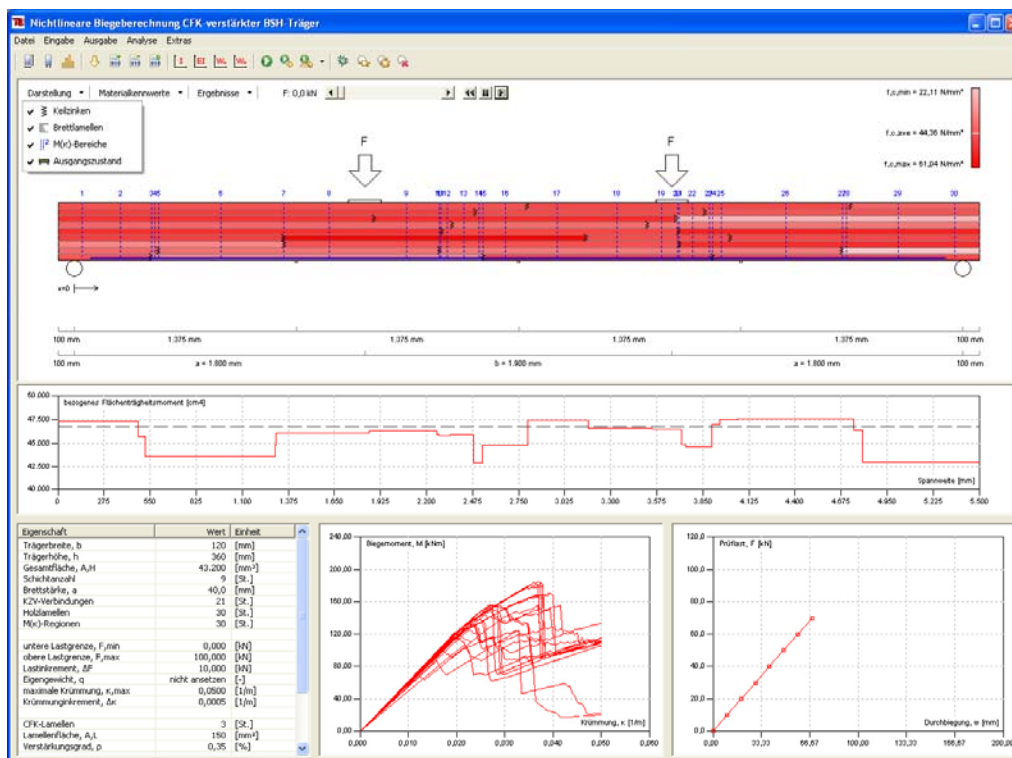 Nichtlineare Biegeberechnung CFK-verstärkter BSH-Träger
Datei Eingabe Ausgabe Analyse Extras
Darstellung Materialkennwerte Ergebnisse F: 0,0 kN
Keilzinken
Brettlamellen
M(κ)-Bereiche
Ausgangszustand
f,c,min = 22,11 N/mm²
f,c,ave = 44,36 N/mm²
f,c,max = 61,04 N/mm²
F F
1 2 6 7 8 9 13 16 17 18 19 22 26 29 30
x=0
100 mm 1.375 mm 1.375 mm 1.375 mm 1.375 mm 100 mm
100 mm a = 1.800 mm b = 1.900 mm a = 1.800 mm 100 mm
bezogenes Flächenträgheitsmoment [cm4]
50.000
47.500
45.000
42.500
40.000
Spannweite [mm]
0 275 550 825 1.100 1.375 1.650 1.925 2.200 2.475 2.750 3.025 3.300 3.575 3.850 4.125 4.400 4.675 4.950 5.225 5.500
Eigenschaft Wert Einheit
Trägerbreite, b 120 [mm]
Trägerhöhe, h 360 [mm]
Gesamtfläche, A,H 43.200 [mm²]
Schichtanzahl 9 [St.]
Brettstärke, a 40,0 [mm]
KZV-Verbindungen 21 [St.]
Holzlamellen 30 [St.]
M(κ)-Regionen 30 [St.]
untere Lastgrenze, F,min 0,000 [kN]
obere Lastgrenze, F,max 100,000 [kN]
Lastinkrement, ΔF 10,000 [kN]
Eigengewicht, q nicht ansetzen [-]
maximale Krümmung, κ,max 0,0500 [1/m]
Krümmunginkrement, Δκ 0,0005 [1/m]
CFK-Lamellen 3 [St.]
Lamellenfläche, A,L 150 [mm²]
Verstärkungsgrad, ρ 0,35 [%]
Biegemoment, M [kNm]
240,00
200,00
160,00
120,00
80,00
40,00
0,00
Krümmung, κ [1/m]
0,000 0,010 0,020 0,030 0,040 0,050 0,060
Prüflast, F [kN]
120,0
100,0
80,0
60,0
40,0
20,0
0,0
Durchbiegung, w [mm]
0,00 33,33 66,67 100,00 133,33 166,67 200,00